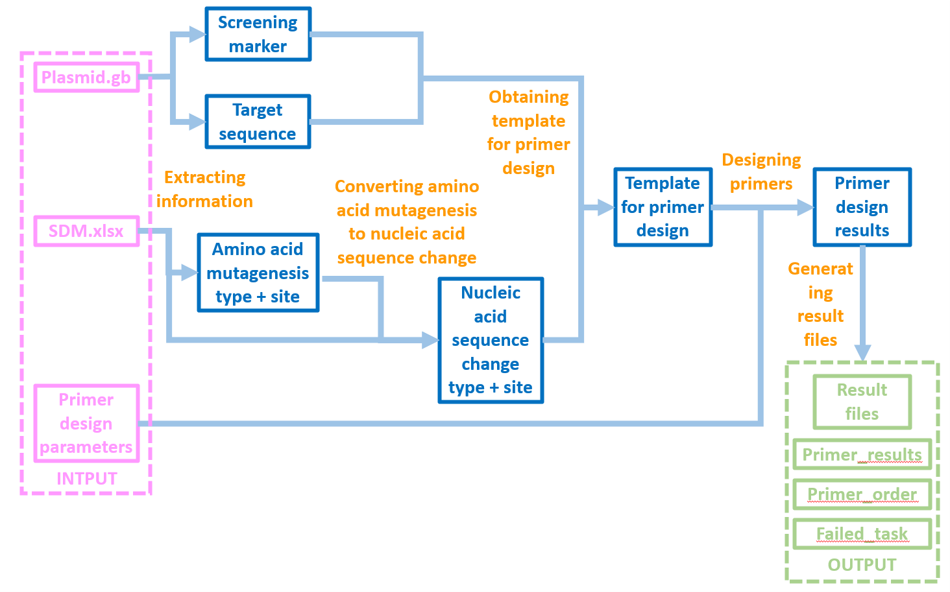 Screening
marker
Plasmid.gb
Target
sequence
Obtaining
template
for primer
design
Extracting
information
Converting amino
acid mutagenesis
to nucleic acid
sequence change
Designing
primers
Template
for primer
design
Primer
design
results
SDM.xlsx
Amino acid
mutagenesis
type + site
Nucleic
acid
sequence
change
type + site
Generat
ing
result
files
Primer
design
parameters
INTPUT
Result
files
Primer_results
Primer_order
Failed_task
OUTPUT